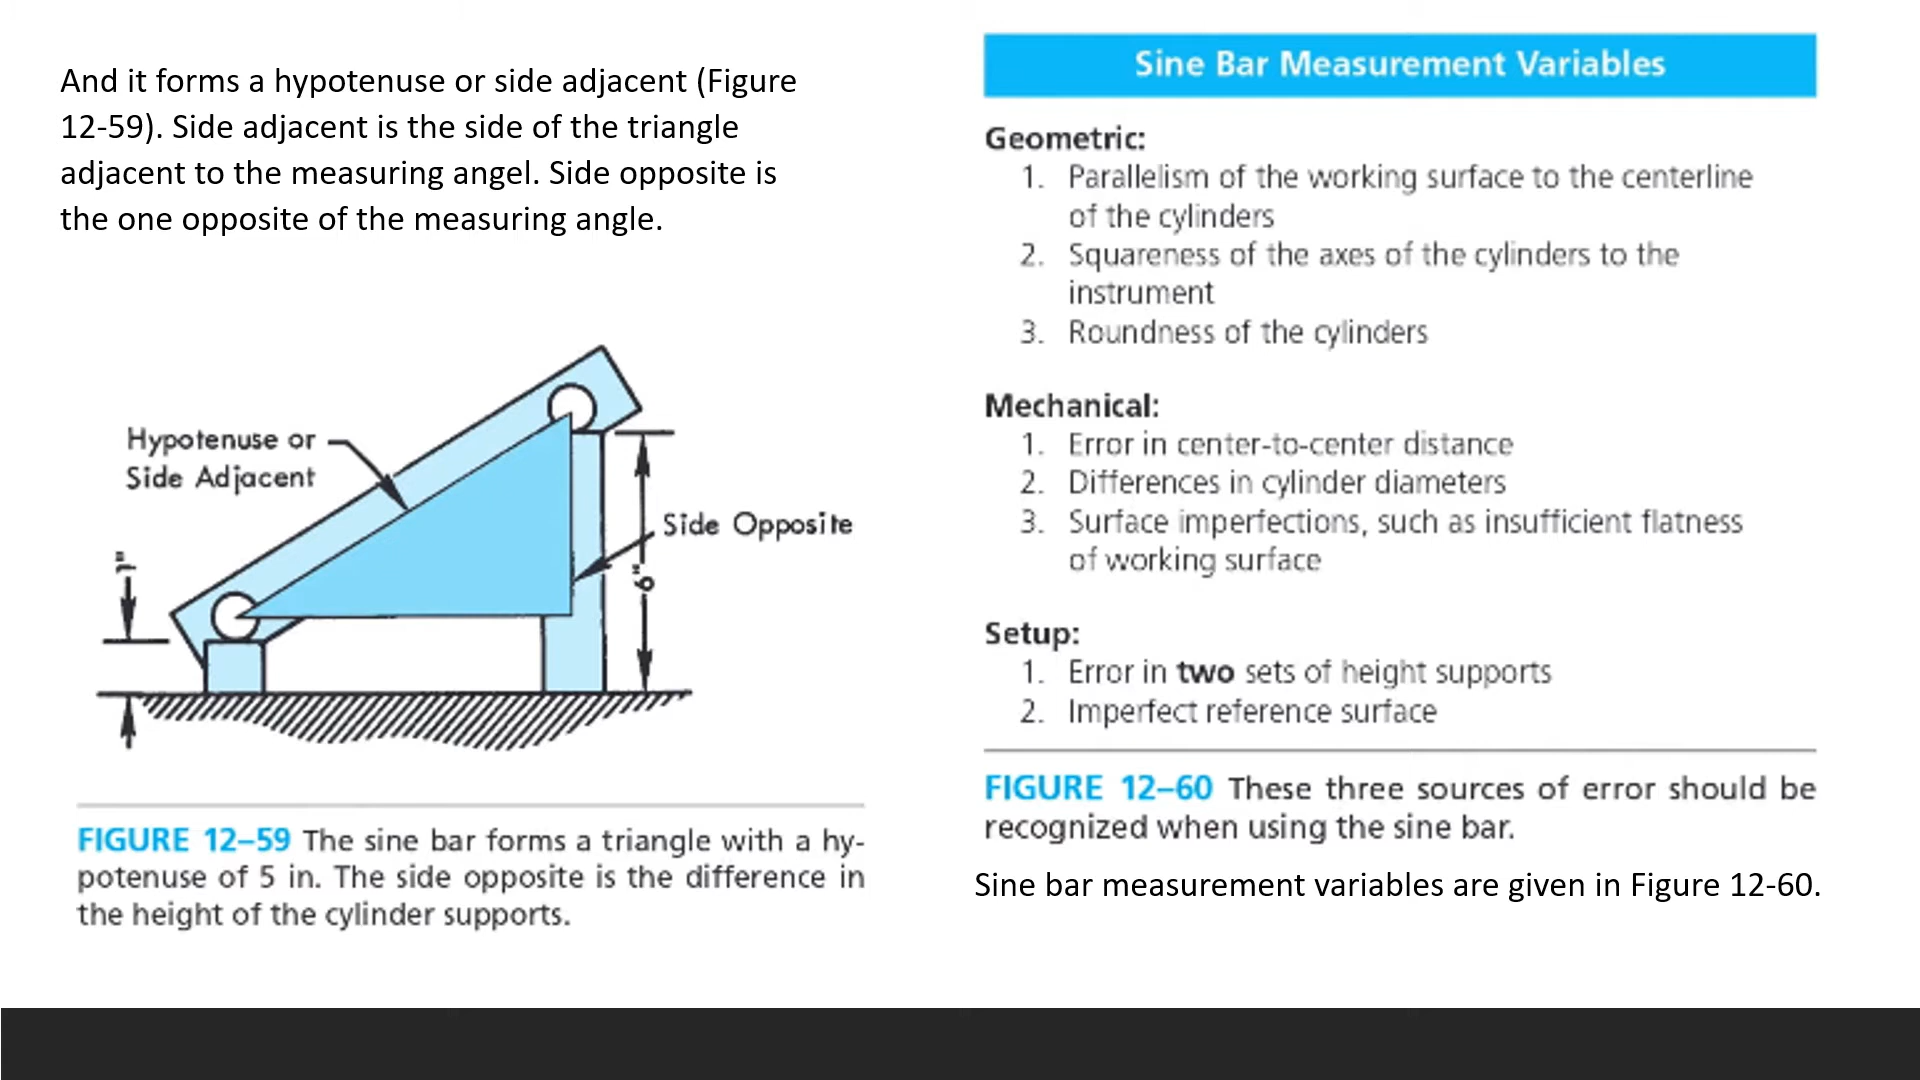 And it forms a hypotenuse or side adjacent (Figure
12-59). Side adjacent is the side of the triangle
adjacent to the measuring angel. Side opposite is
the one opposite of the measuring angle.
Hypotenuse or
Side Adjacent
Side Opposite
1"
6"
FIGURE 12–59 The sine bar forms a triangle with a hy-
potenuse of 5 in. The side opposite is the difference in
the height of the cylinder supports.
Sine Bar Measurement Variables
Geometric:
1. Parallelism of the working surface to the centerline
of the cylinders
2. Squareness of the axes of the cylinders to the
instrument
3. Roundness of the cylinders
Mechanical:
1. Error in center-to-center distance
2. Differences in cylinder diameters
3. Surface imperfections, such as insufficient flatness
of working surface
Setup:
1. Error in two sets of height supports
2. Imperfect reference surface
FIGURE 12–60 These three sources of error should be
recognized when using the sine bar.
Sine bar measurement variables are given in Figure 12-60.